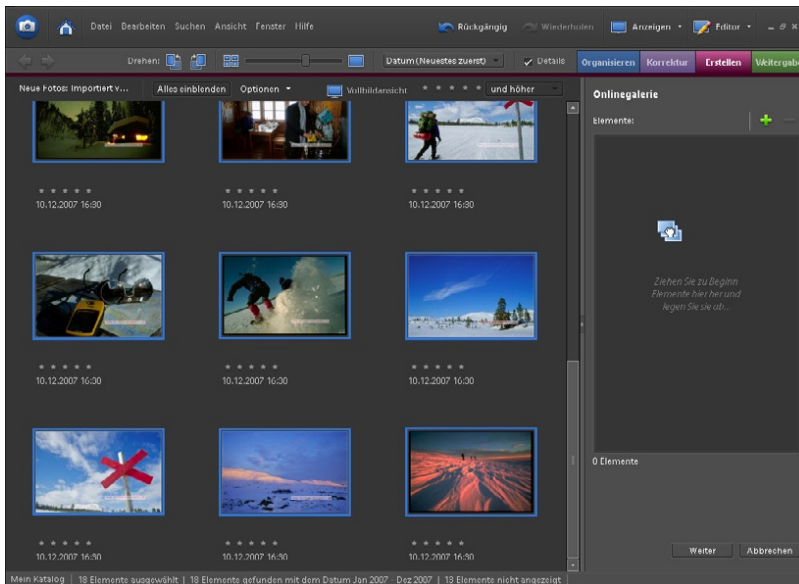 Datei Bearbeiten Suchen Ansicht Fenster Hilfe
Rückgängig Wiederholen Anzeigen Editor
Drehen: Datum (Neuestes zuerst) Details
Organisieren Korrektur Erstellen Weitergabe
Neue Fotos: Importiert v... Alles einblenden Optionen Vollbildansicht und höher
Onlinegalerie
Elemente:
10.12.2007 16:30 10.12.2007 16:30 10.12.2007 16:30
Ziehen Sie zu Beginn
Elemente hier her und
legen Sie sie ab...
10.12.2007 16:30 10.12.2007 16:30 10.12.2007 16:30
0 Elemente
10.12.2007 16:30 10.12.2007 16:30 10.12.2007 16:30
Weiter Abbrechen
Mein Katalog | 18 Elemente ausgewählt | 18 Elemente gefunden mit dem Datum Jan 2007 - Dez 2007 | 13 Elemente nicht angezeigt